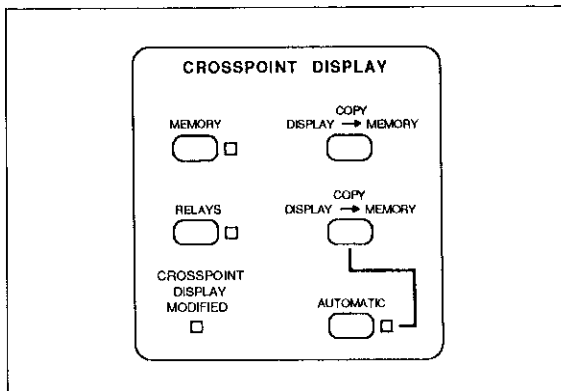 CROSSPOINT DISPLAY
MEMORY
COPY
DISPLAY → MEMORY
RELAYS
COPY
DISPLAY → MEMORY
CROSSPOINT
DISPLAY
MODIFIED
AUTOMATIC